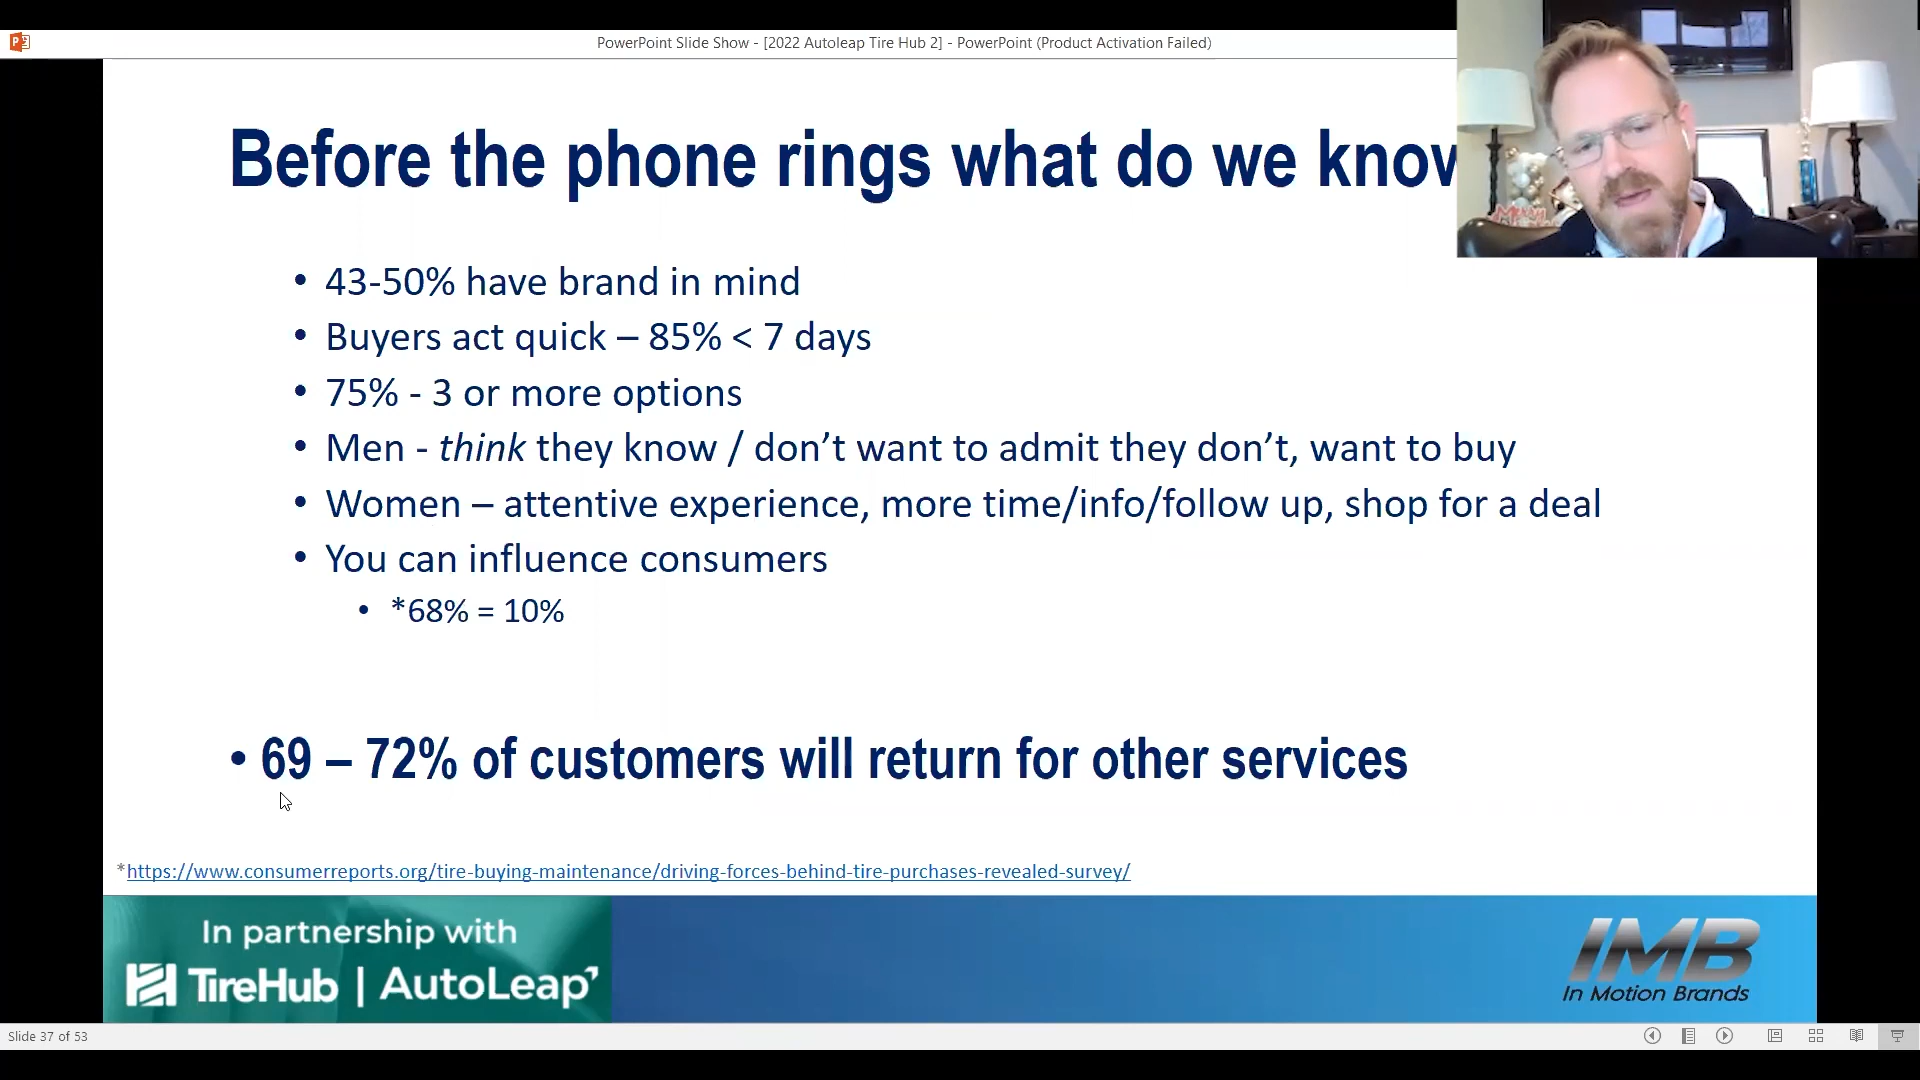 PowerPoint Slide Show - [2022 Autoleap Tire Hub 2] - PowerPoint (Product Activation Failed)
Before the phone rings what do we know
• 43-50% have brand in mind
• Buyers act quick – 85% < 7 days
• 75% - 3 or more options
• Men - think they know / don’t want to admit they don’t, want to buy
• Women – attentive experience, more time/info/follow up, shop for a deal
• You can influence consumers
• *68% = 10%
• 69 – 72% of customers will return for other services
*https://www.consumerreports.org/tire-buying-maintenance/driving-forces-behind-tire-purchases-revealed-survey/
In partnership with
TireHub | AutoLeap
IMB
In Motion Brands
Slide 37 of 53